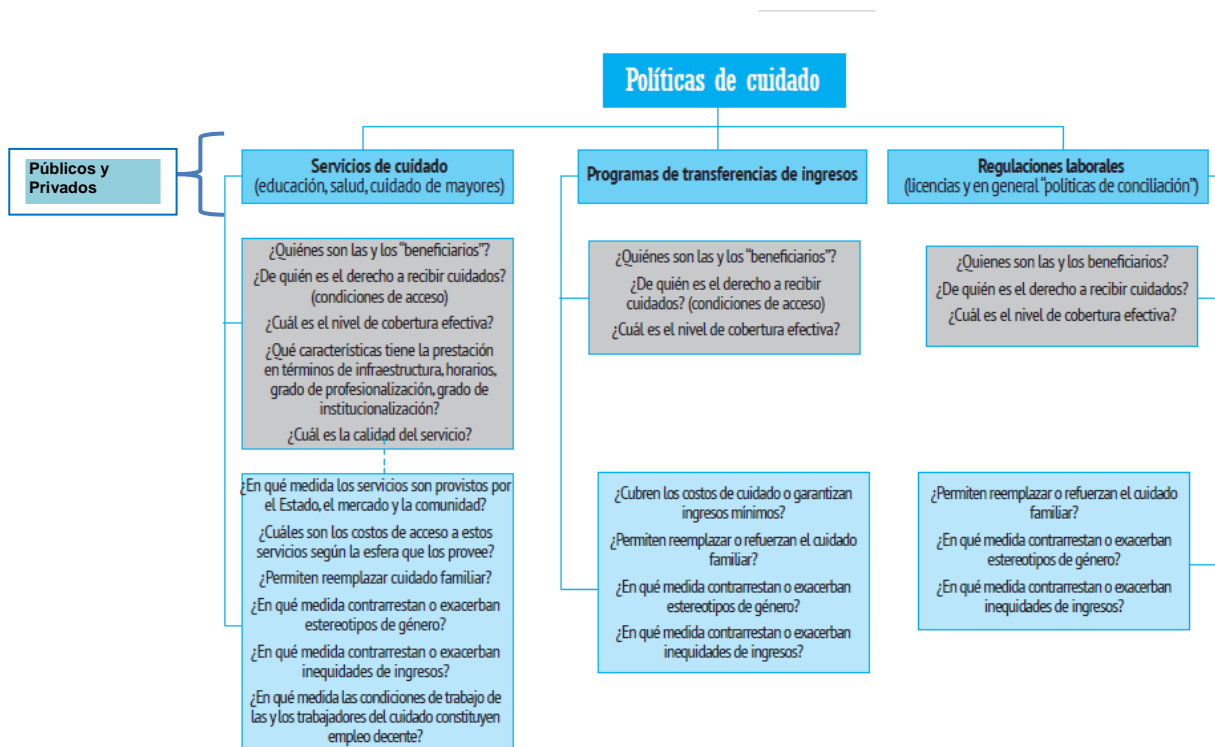 Políticas de cuidado
Públicos y
Privados
Servicios de cuidado
(educación, salud, cuidado de mayores)
Programas de transferencias de ingresos
Regulaciones laborales
(licencias y en general “políticas de conciliación”)
¿Quiénes son las y los “beneficiarios”?
¿De quién es el derecho a recibir cuidados?
(condiciones de acceso)
¿Cuál es el nivel de cobertura efectiva?
¿Qué características tiene la prestación
en términos de infraestructura, horarios,
grado de profesionalización, grado de
institucionalización?
¿Cuál es la calidad del servicio?
¿Quiénes son las y los “beneficiarios”?
¿De quién es el derecho a recibir
cuidados? (condiciones de acceso)
¿Cuál es el nivel de cobertura efectiva?
¿Quienes son las y los beneficiarios?
¿De quién es el derecho a recibir cuidados?
¿Cuál es el nivel de cobertura efectiva?
¿En qué medida los servicios son provistos por
el Estado, el mercado y la comunidad?
¿Cuáles son los costos de acceso a estos
servicios según la esfera que los provee?
¿Permiten reemplazar cuidado familiar?
¿En qué medida contrarrestan o exacerban
estereotipos de género?
¿En qué medida contrarrestan o exacerban
inequidades de ingresos?
¿En qué medida las condiciones de trabajo de
las y los trabajadores del cuidado constituyen
empleo decente?
¿Cubren los costos de cuidado o garantizan
ingresos mínimos?
¿Permiten reemplazar o refuerzan el cuidado
familiar?
¿En qué medida contrarrestan o exacerban
estereotipos de género?
¿En qué medida contrarrestan o exacerban
inequidades de ingresos?
¿Permiten reemplazar o refuerzan el cuidado
familiar?
¿En qué medida contrarrestan o exacerban
estereotipos de género?
¿En qué medida contrarrestan o exacerban
inequidades de ingresos?